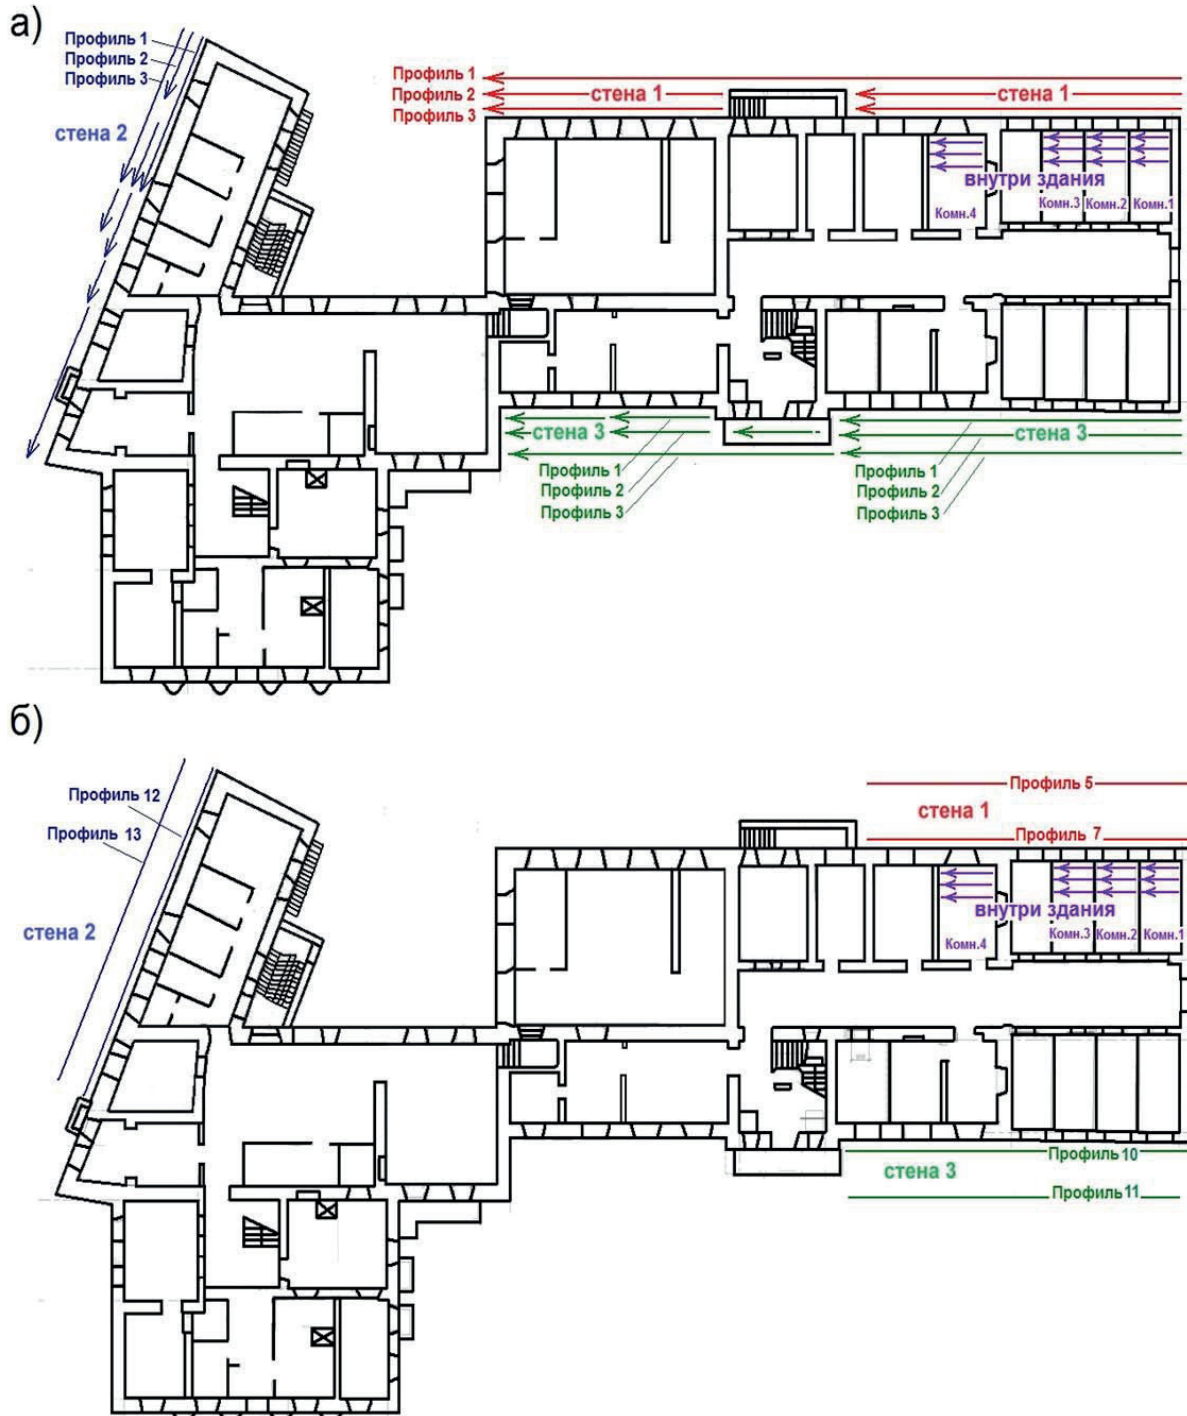 а)
Профиль 1
Профиль 2
Профиль 3
стена 2
Профиль 1
Профиль 2
Профиль 3
стена 1
стена 1
внутри здания
Комн.4
Комн.3
Комн.2
Комн.1
стена 3
стена 3
Профиль 1
Профиль 2
Профиль 3
Профиль 1
Профиль 2
Профиль 3
б)
Профиль 12
Профиль 13
стена 2
Профиль 5
стена 1
Профиль 7
внутри здания
Комн.4
Комн.3
Комн.2
Комн.1
Профиль 10
стена 3
Профиль 11